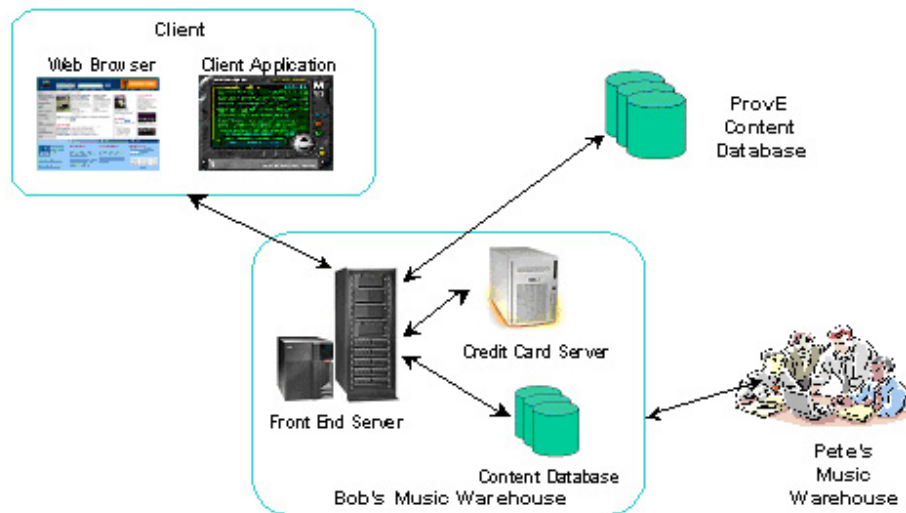 Client
Web Browser
Client Application
ProvE
Content
Database
Credit Card Server
Front End Server
Content Database
Bob's Music Warehouse
Pete's
Music
Warehouse